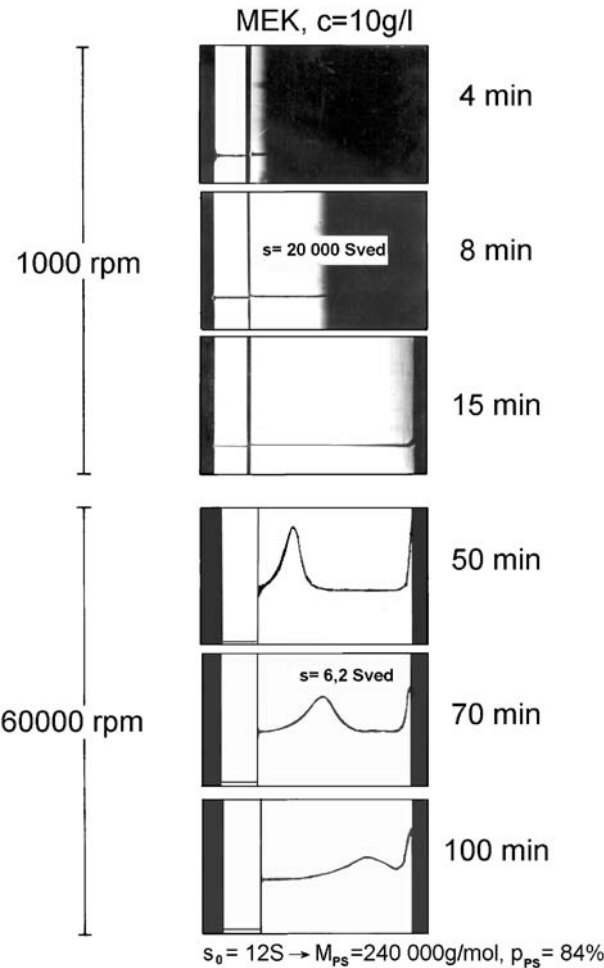 MEK, c=10g/l
4 min
s= 20 000 Sved
8 min
1000 rpm
15 min
50 min
s= 6,2 Sved
70 min
60000 rpm
100 min
s₀ = 12S → M_PS=240 000g/mol, p_PS= 84%